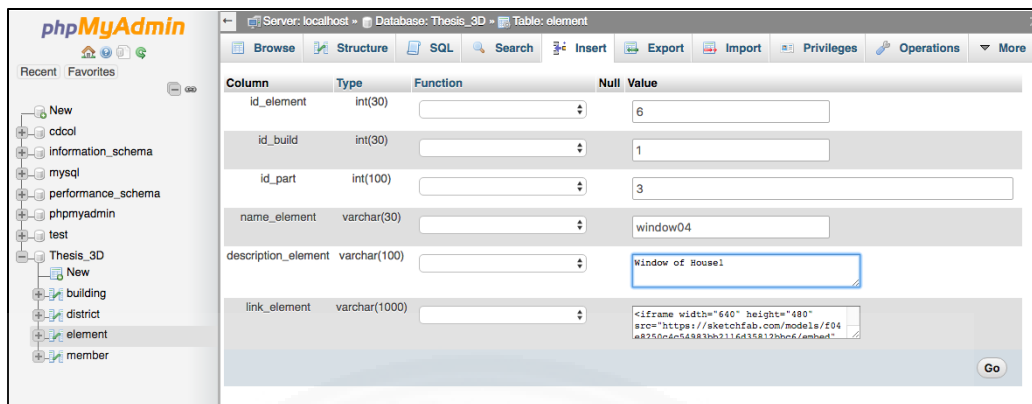 phpMyAdmin
Recent Favorites
New
cdcol
information_schema
mysql
performance_schema
phpmyadmin
test
Thesis_3D
New
building
district
element
member
Server: localhost » Database: Thesis_3D » Table: element
Browse Structure SQL Search Insert Export Import Privileges Operations More
Column Type Function Null Value
id_element int(30) 6
id_build int(30) 1
id_part int(100) 3
name_element varchar(30) window04
description_element varchar(100) Window of House1
link_element varchar(1000) <iframe width="640" height="480"
src="https://sketchfab.com/models/f04
Go